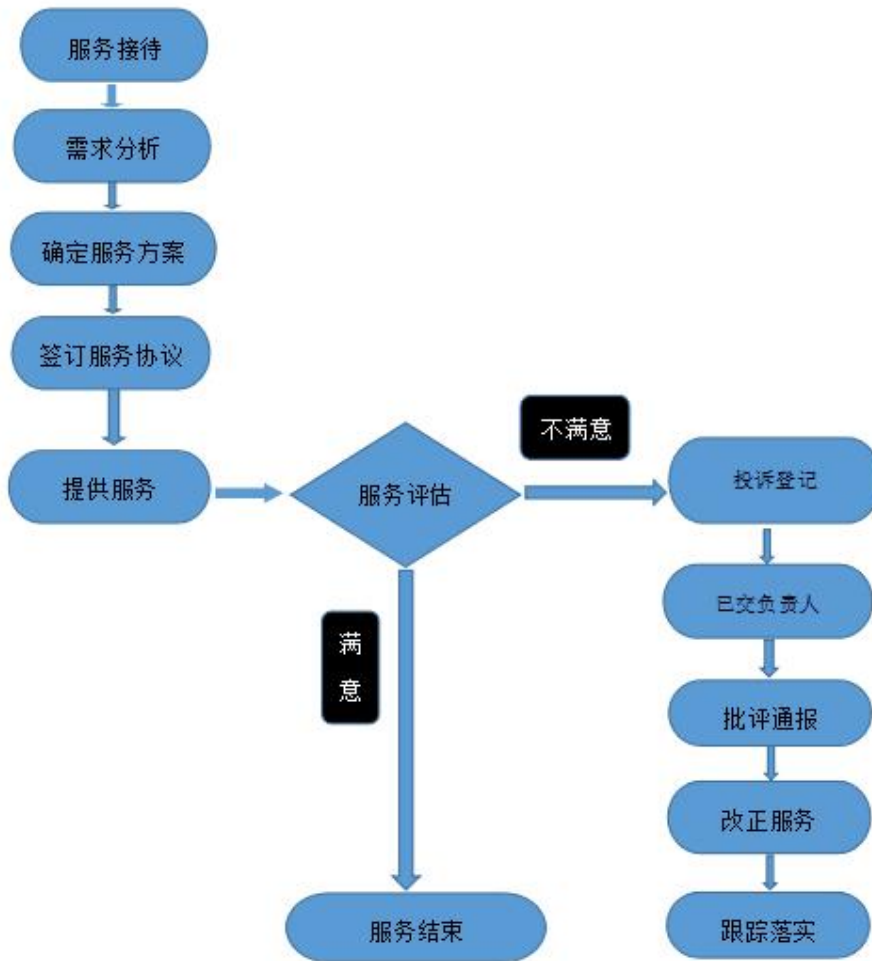 服务接待
需求分析
确定服务方案
签订服务协议
提供服务
服务评估
不满意
投诉登记
已交负责人
批评通报
改正服务
跟踪落实
满
意
服务结束